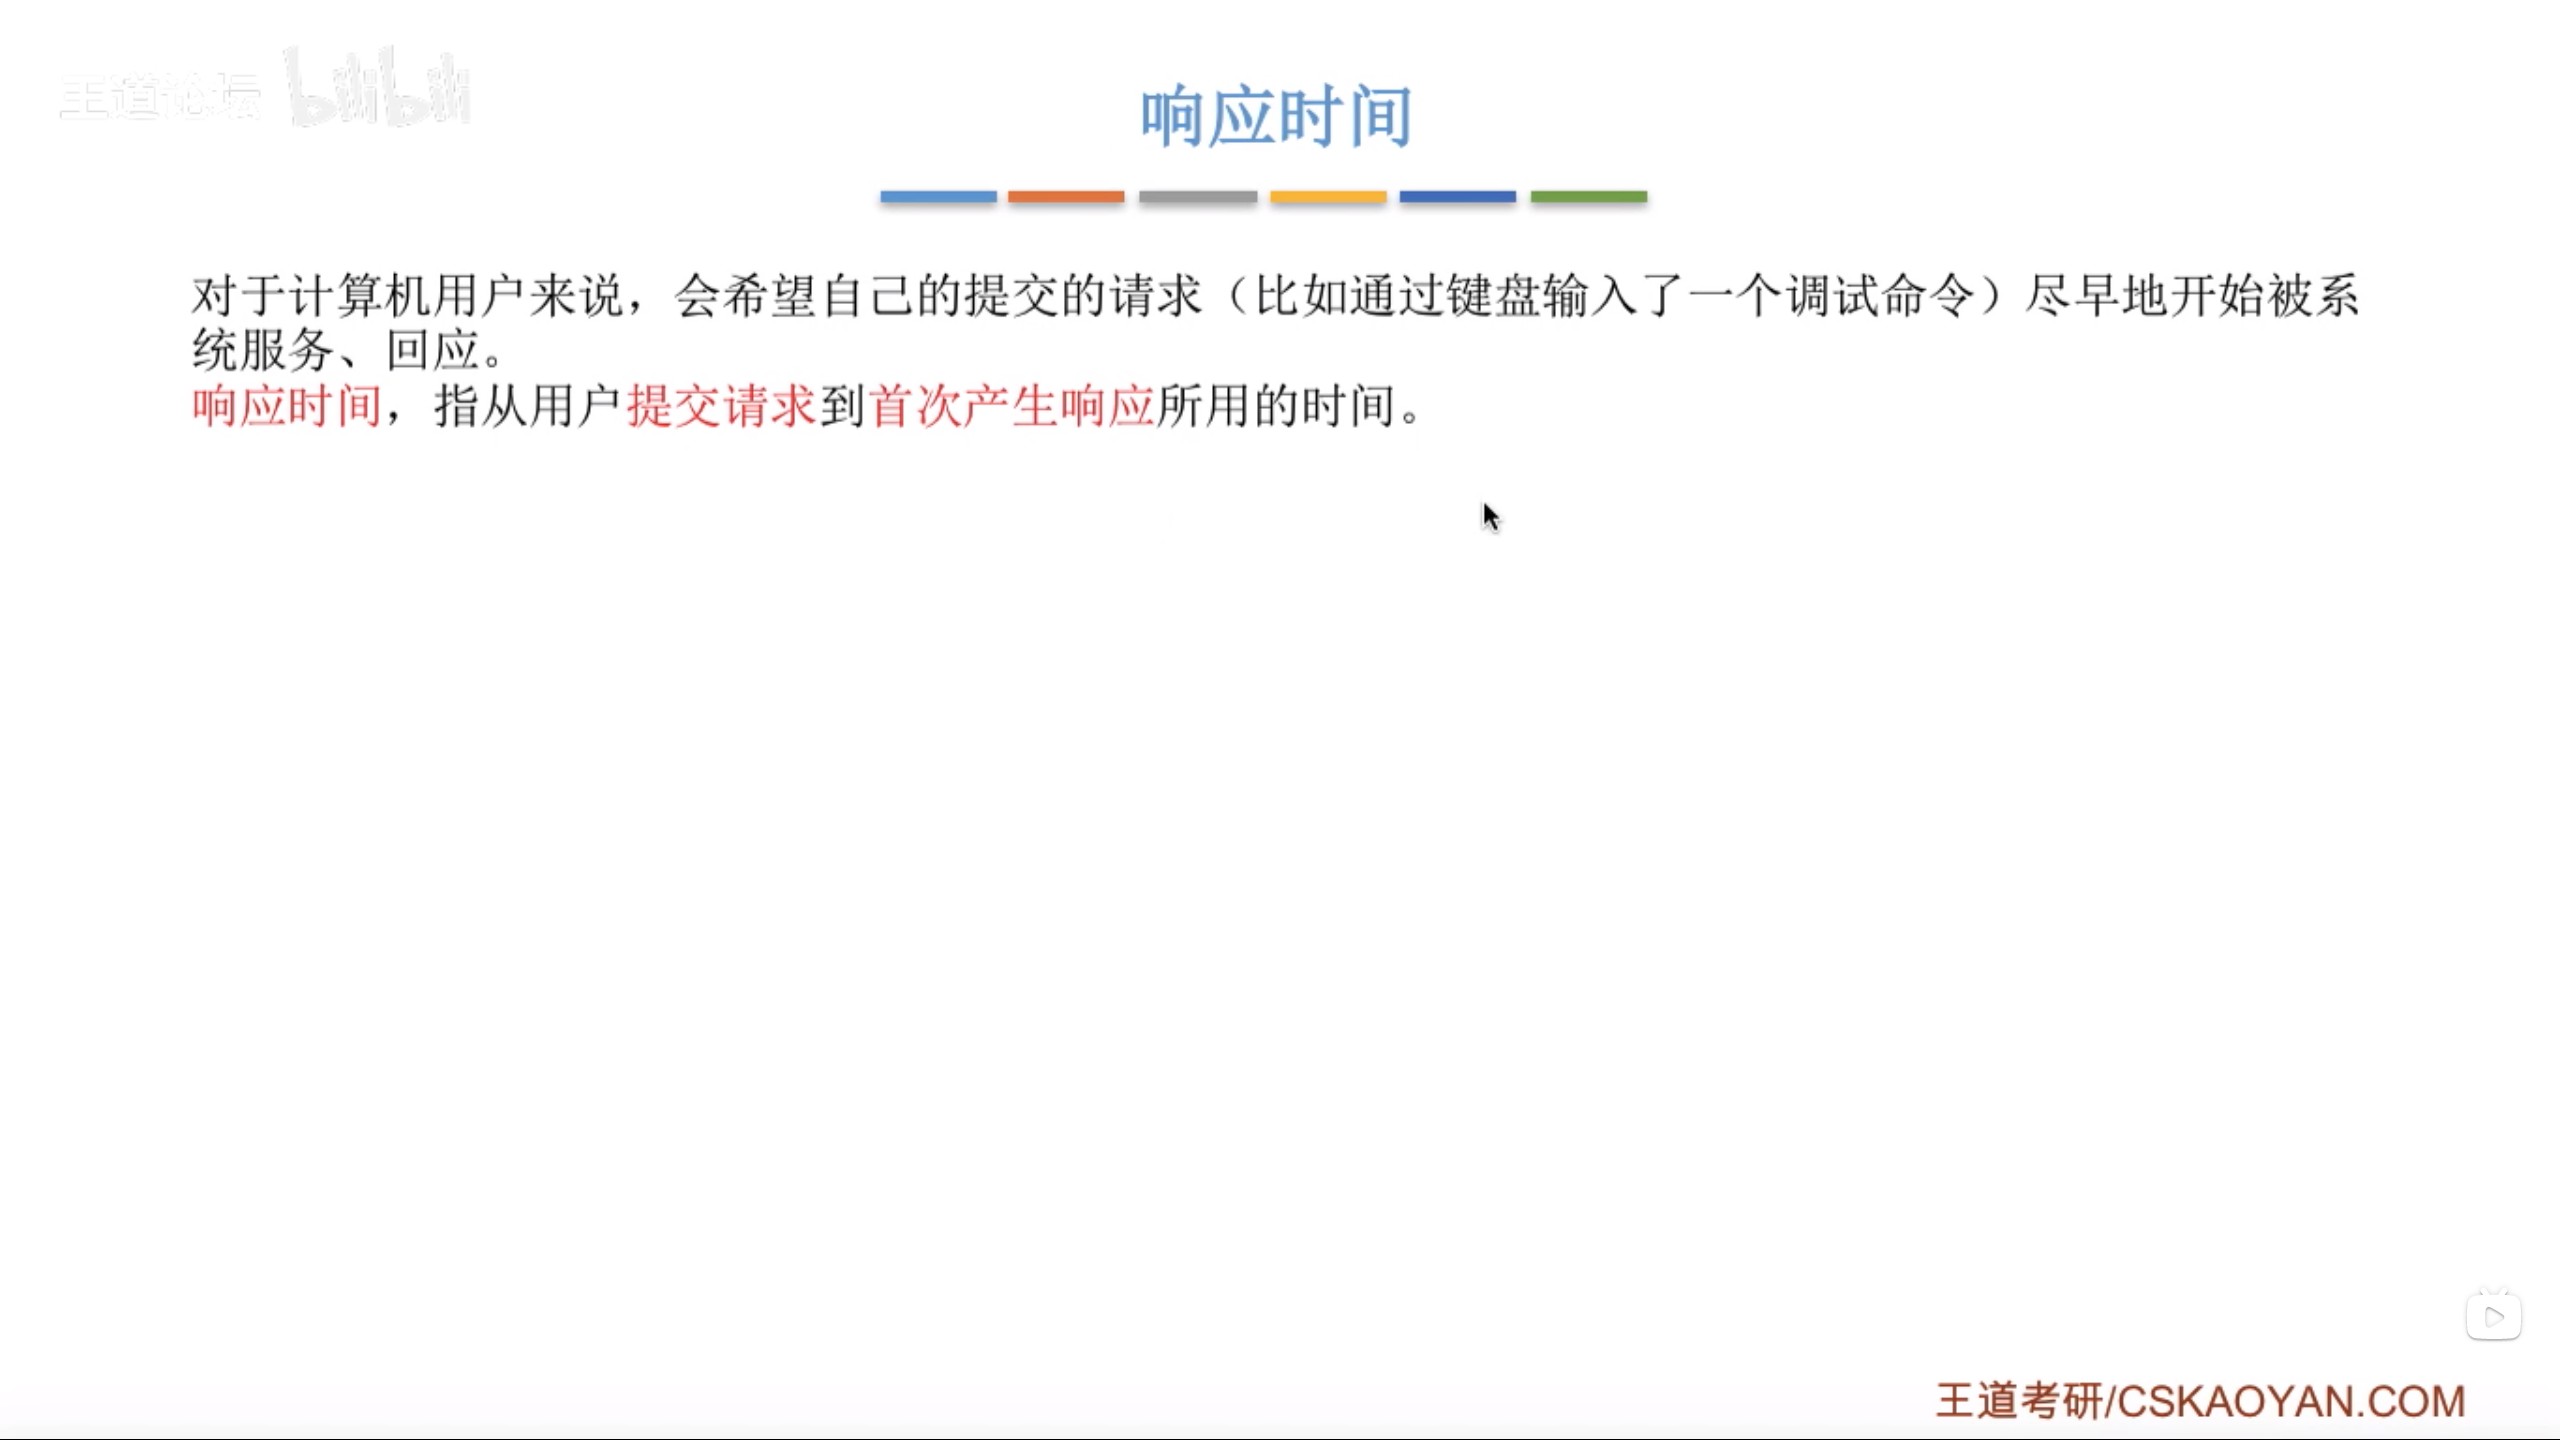 王道论坛 bilibili
响应时间
对于计算机用户来说，会希望自己的提交的请求（比如通过键盘输入了一个调试命令）尽早地开始被系
统服务、回应。
响应时间，指从用户提交请求到首次产生响应所用的时间。
王道考研/CSKAOYAN.COM